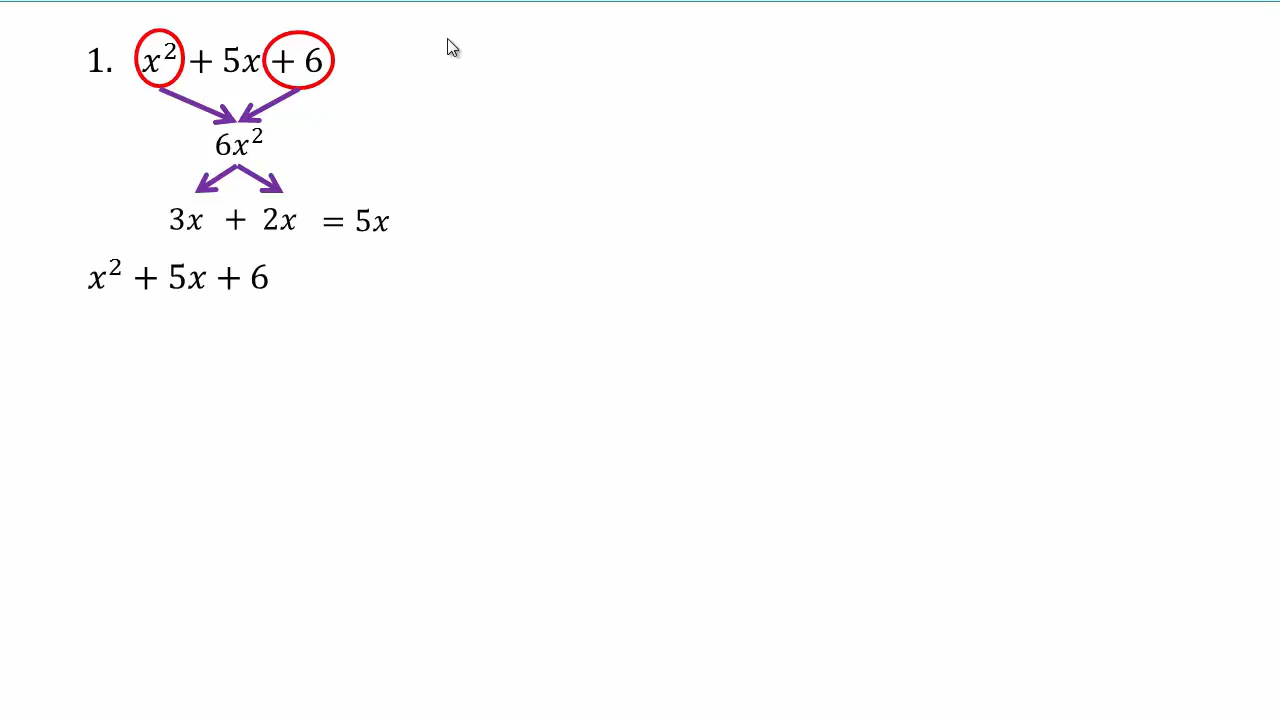 1. x² + 5x + 6
6x²
3x + 2x = 5x
x² + 5x + 6